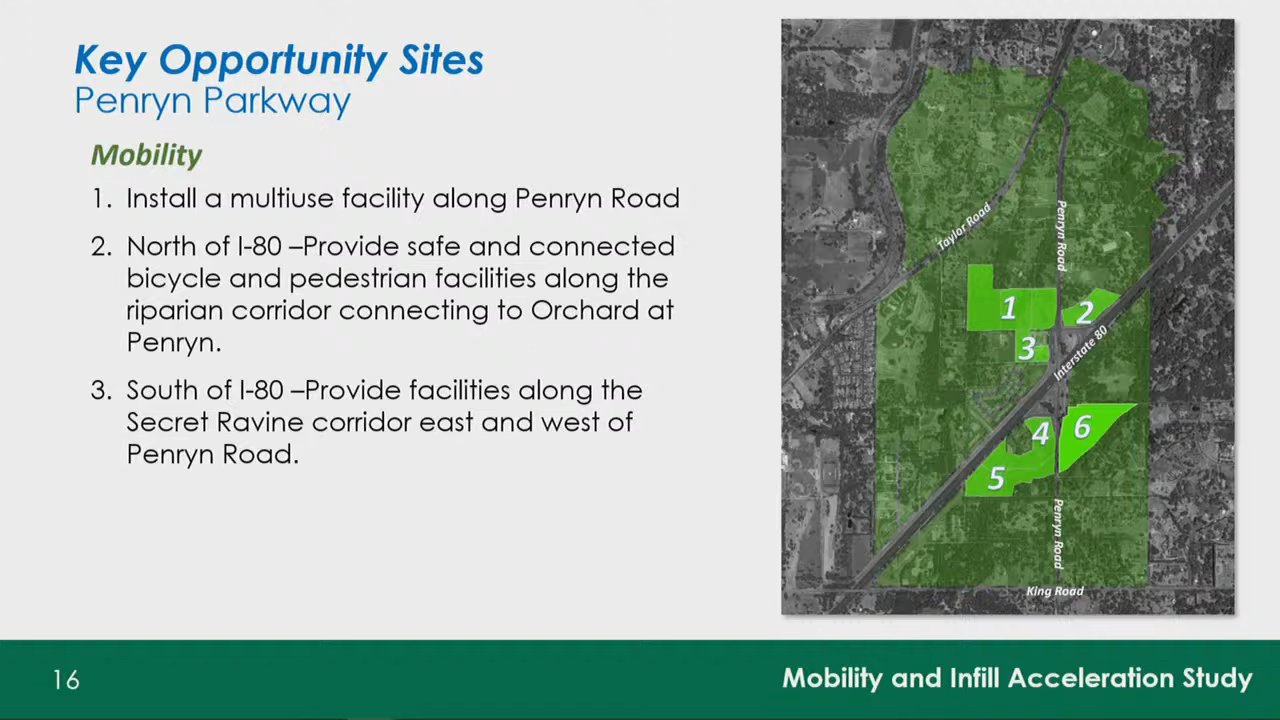 Key Opportunity Sites
Penryn Parkway
Mobility
1. Install a multiuse facility along Penryn Road
2. North of I-80 –Provide safe and connected
bicycle and pedestrian facilities along the
riparian corridor connecting to Orchard at
Penryn.
3. South of I-80 –Provide facilities along the
Secret Ravine corridor east and west of
Penryn Road.
Taylor Road
Penryn Road
1
2
3
Interstate 80
4
6
5
Penryn Road
King Road
16
Mobility and Infill Acceleration Study